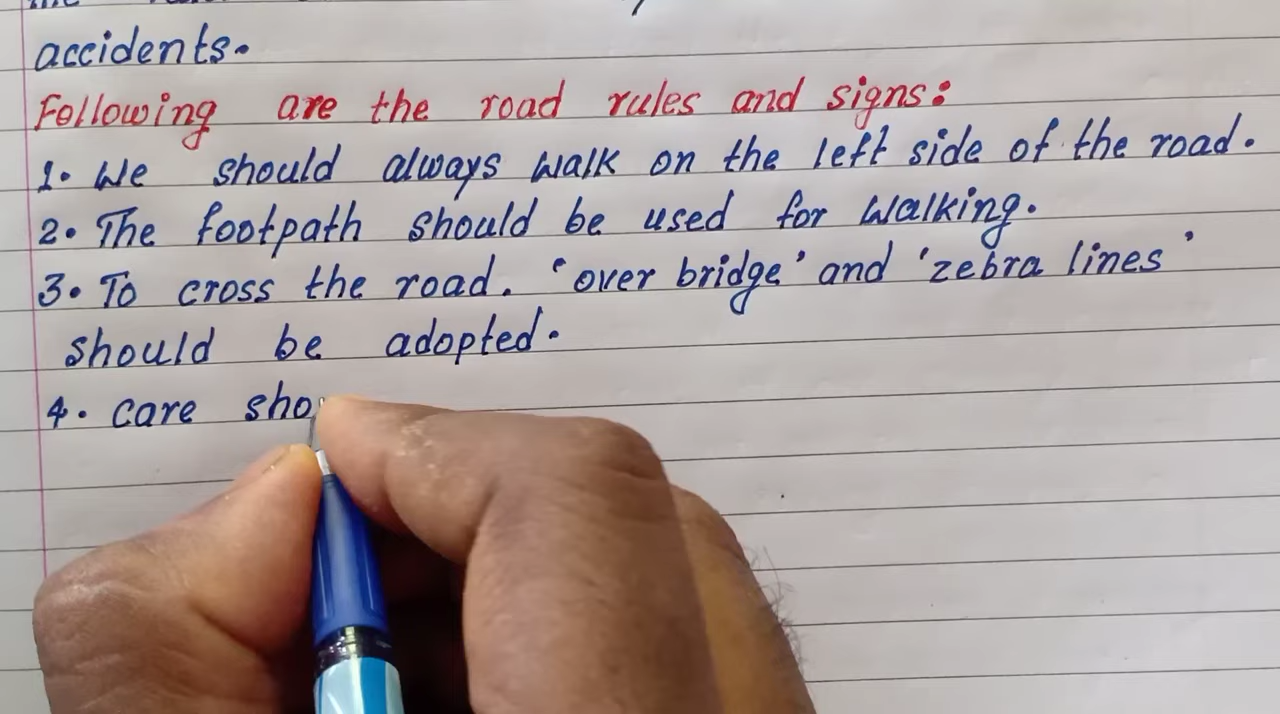 accidents.
Following are the road rules and signs:
1. We should always walk on the left side of the road.
2. The footpath should be used for walking.
3. To cross the road. 'over bridge' and 'zebra lines'
should be adopted.
4. care sho